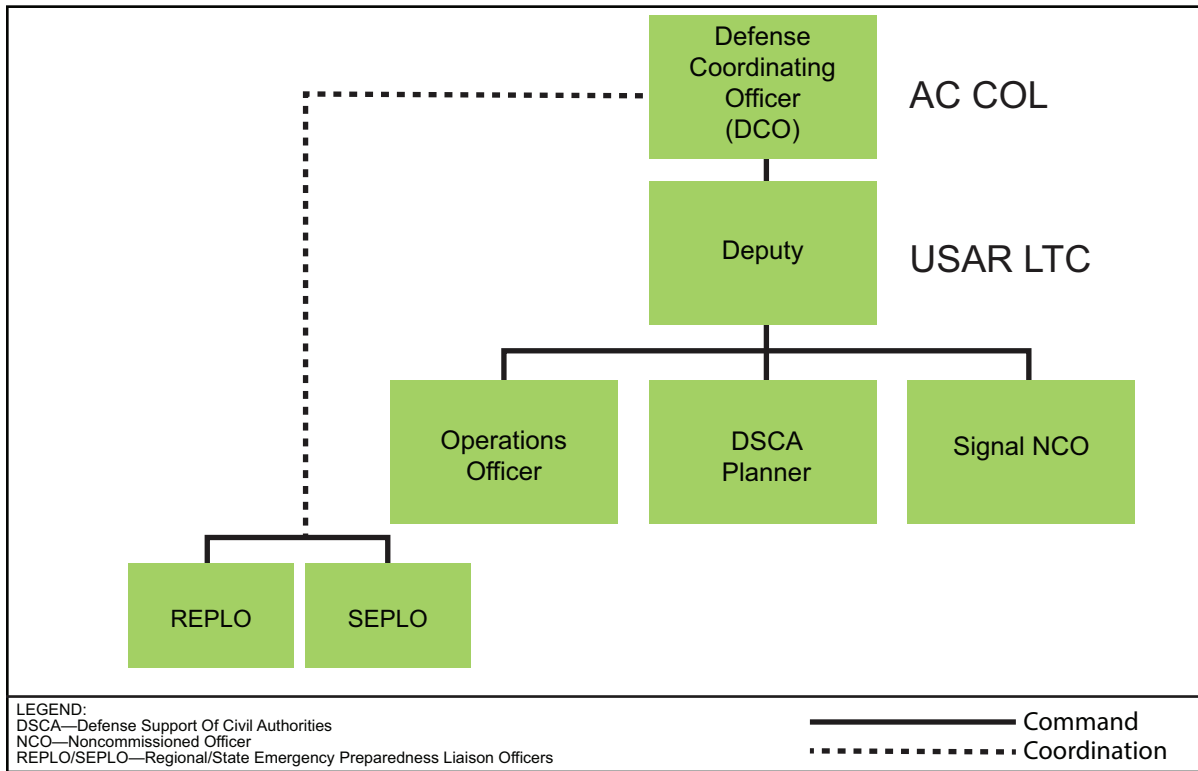 Defense
Coordinating
Officer
(DCO)
AC COL
Deputy
USAR LTC
Operations
Officer
DSCA
Planner
Signal NCO
REPLO
SEPLO
LEGEND:
DSCA—Defense Support Of Civil Authorities
NCO—Noncommissioned Officer
REPLO/SEPLO—Regional/State Emergency Preparedness Liaison Officers
Command
Coordination